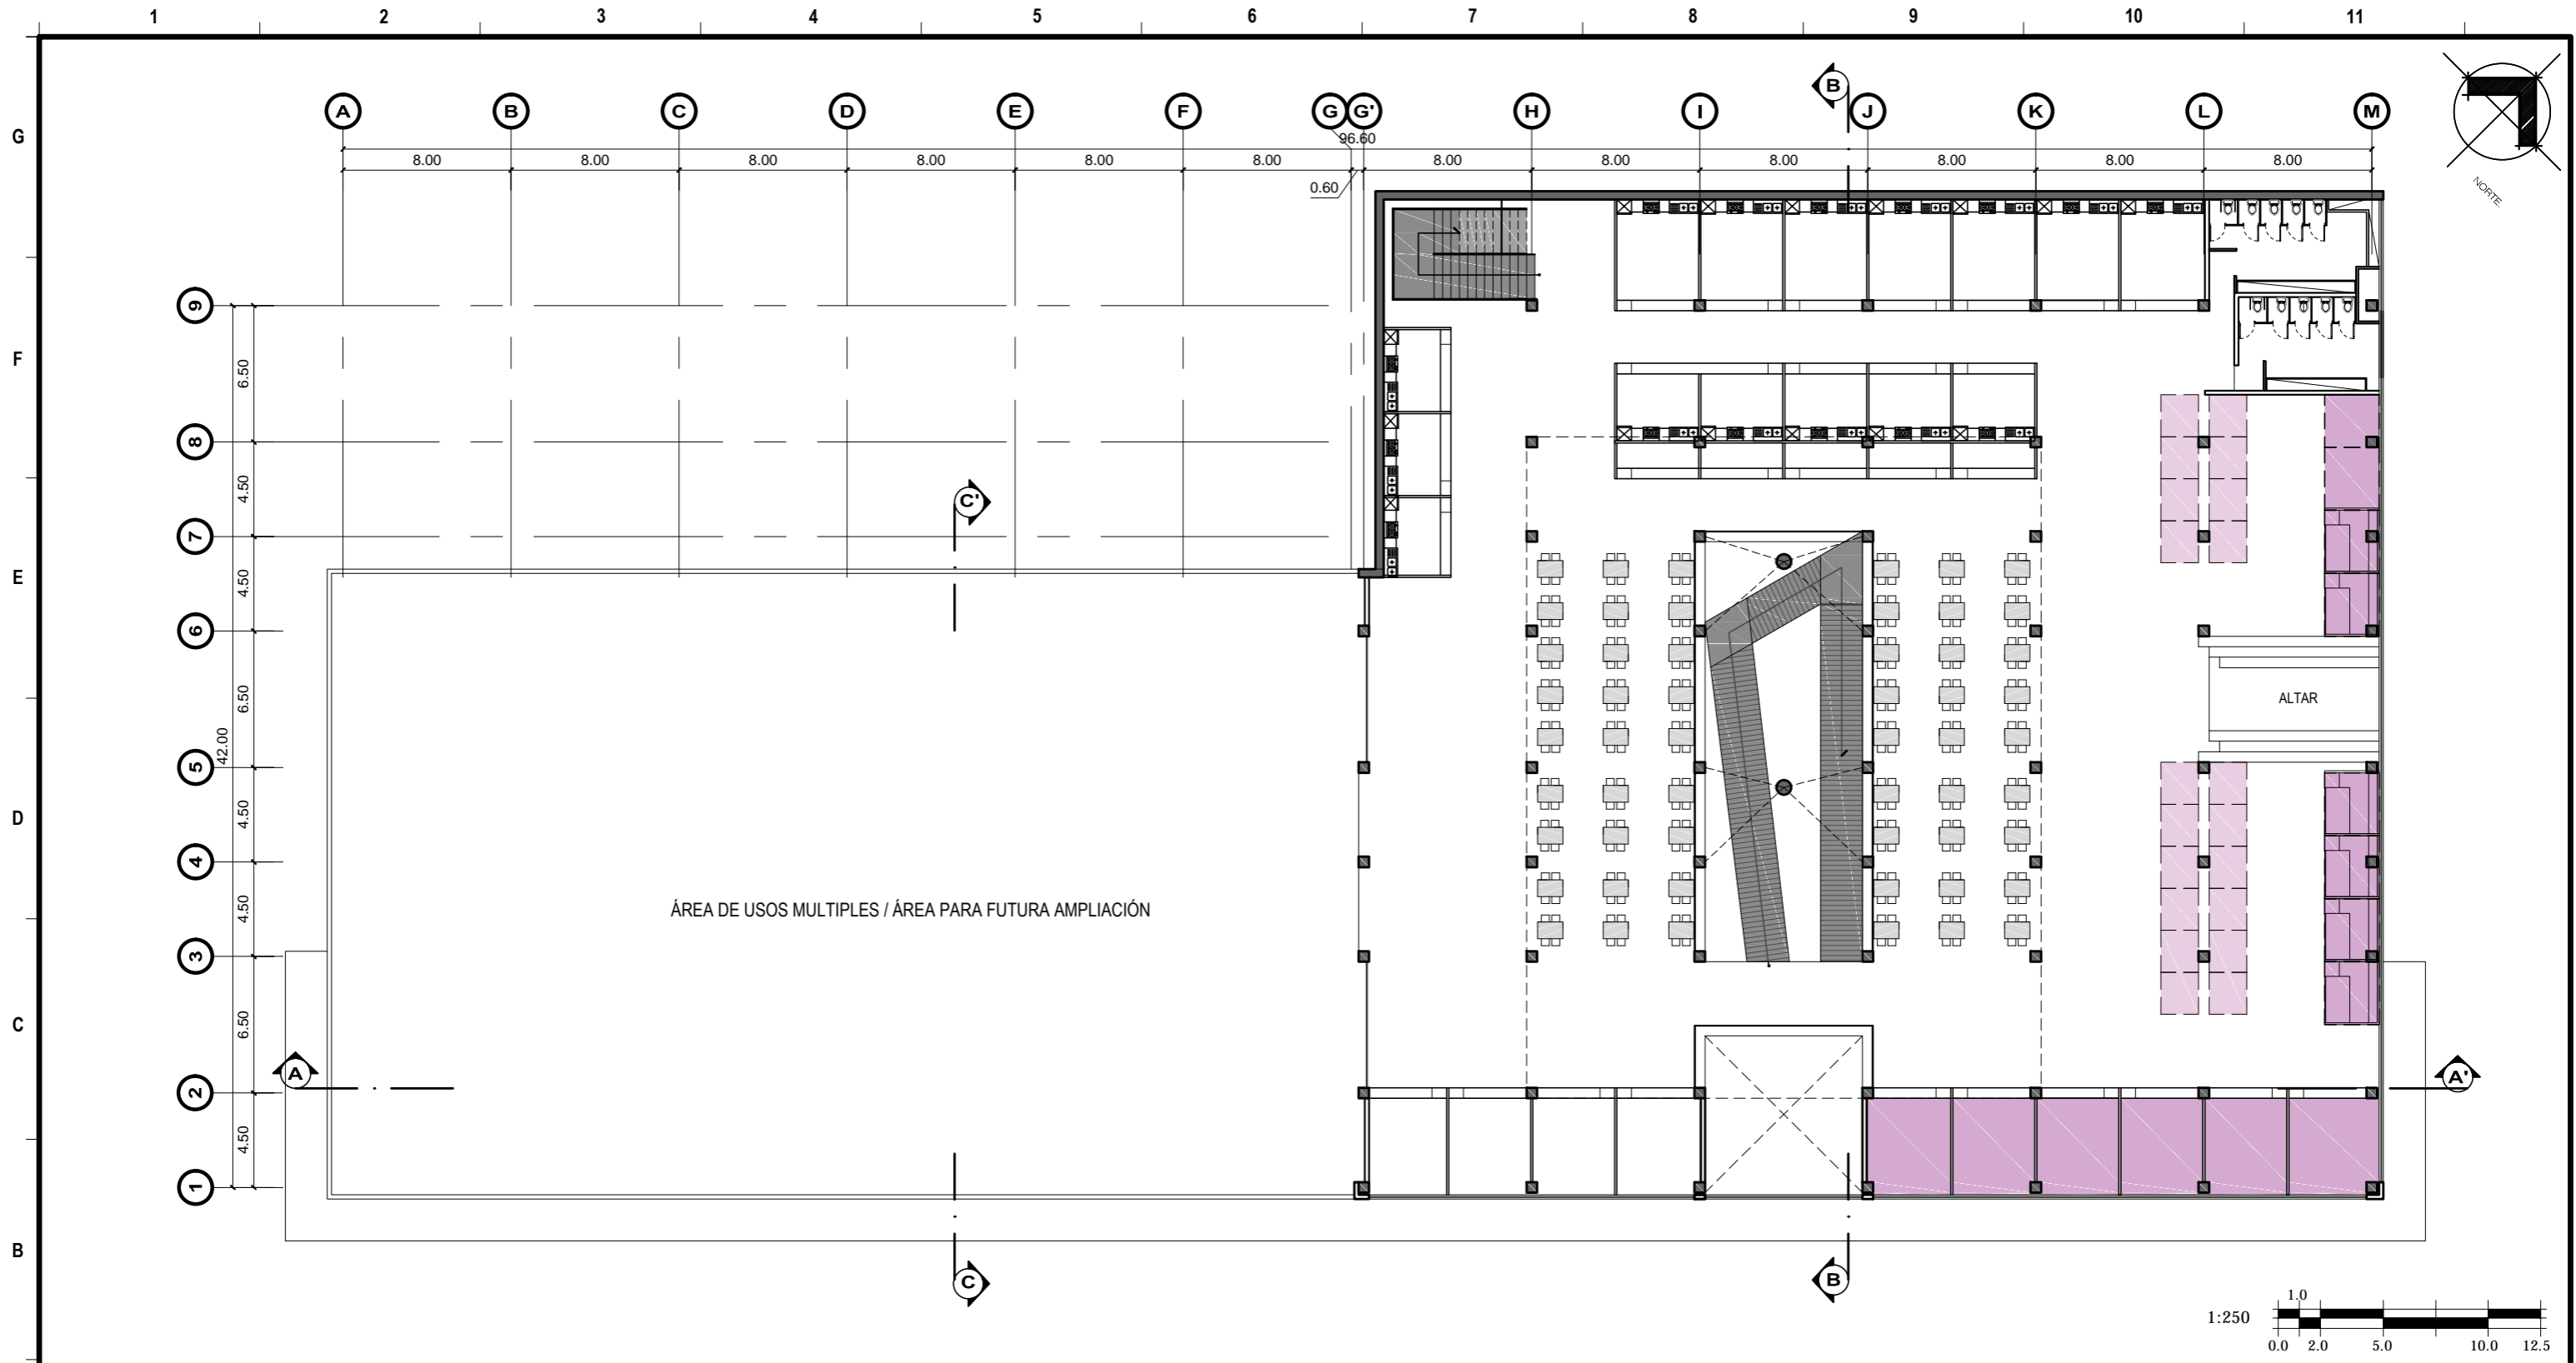 1 2 3 4 5 6 7 8 9 10 11
B
A B C D E F G G' H I J K L M
G
96.60
8.00 8.00 8.00 8.00 8.00 8.00 8.00 8.00 8.00 8.00 8.00 8.00
0.60
NORTE
9
F
6.50
8
4.50
C'
7
E
4.50
6
6.50
ALTAR
42.00
5
D
4.50
4
4.50
ÁREA DE USOS MULTIPLES / ÁREA PARA FUTURA AMPLIACIÓN
3
C
6.50
A
A'
2
4.50
1
B
C
B
1.0
1:250
0.0 2.0 5.0 10.0 12.5